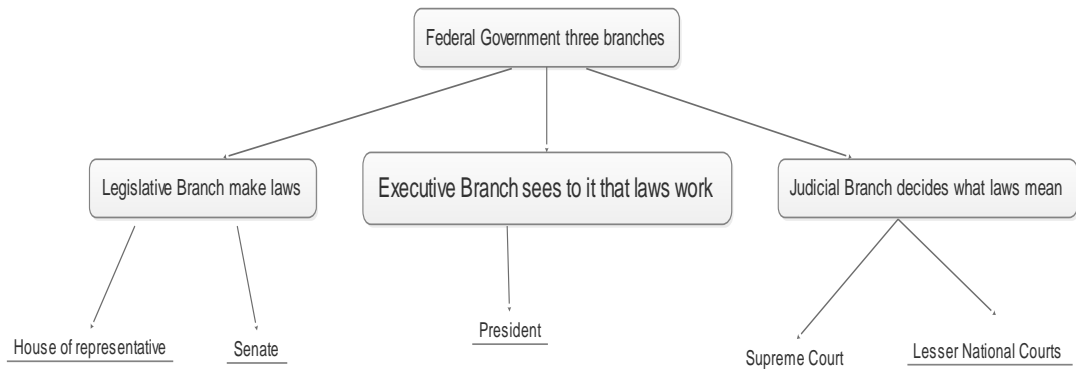 Federal Government three branches
Legislative Branch make laws
Executive Branch sees to it that laws work
Judicial Branch decides what laws mean
House of representative
Senate
President
Supreme Court
Lesser National Courts